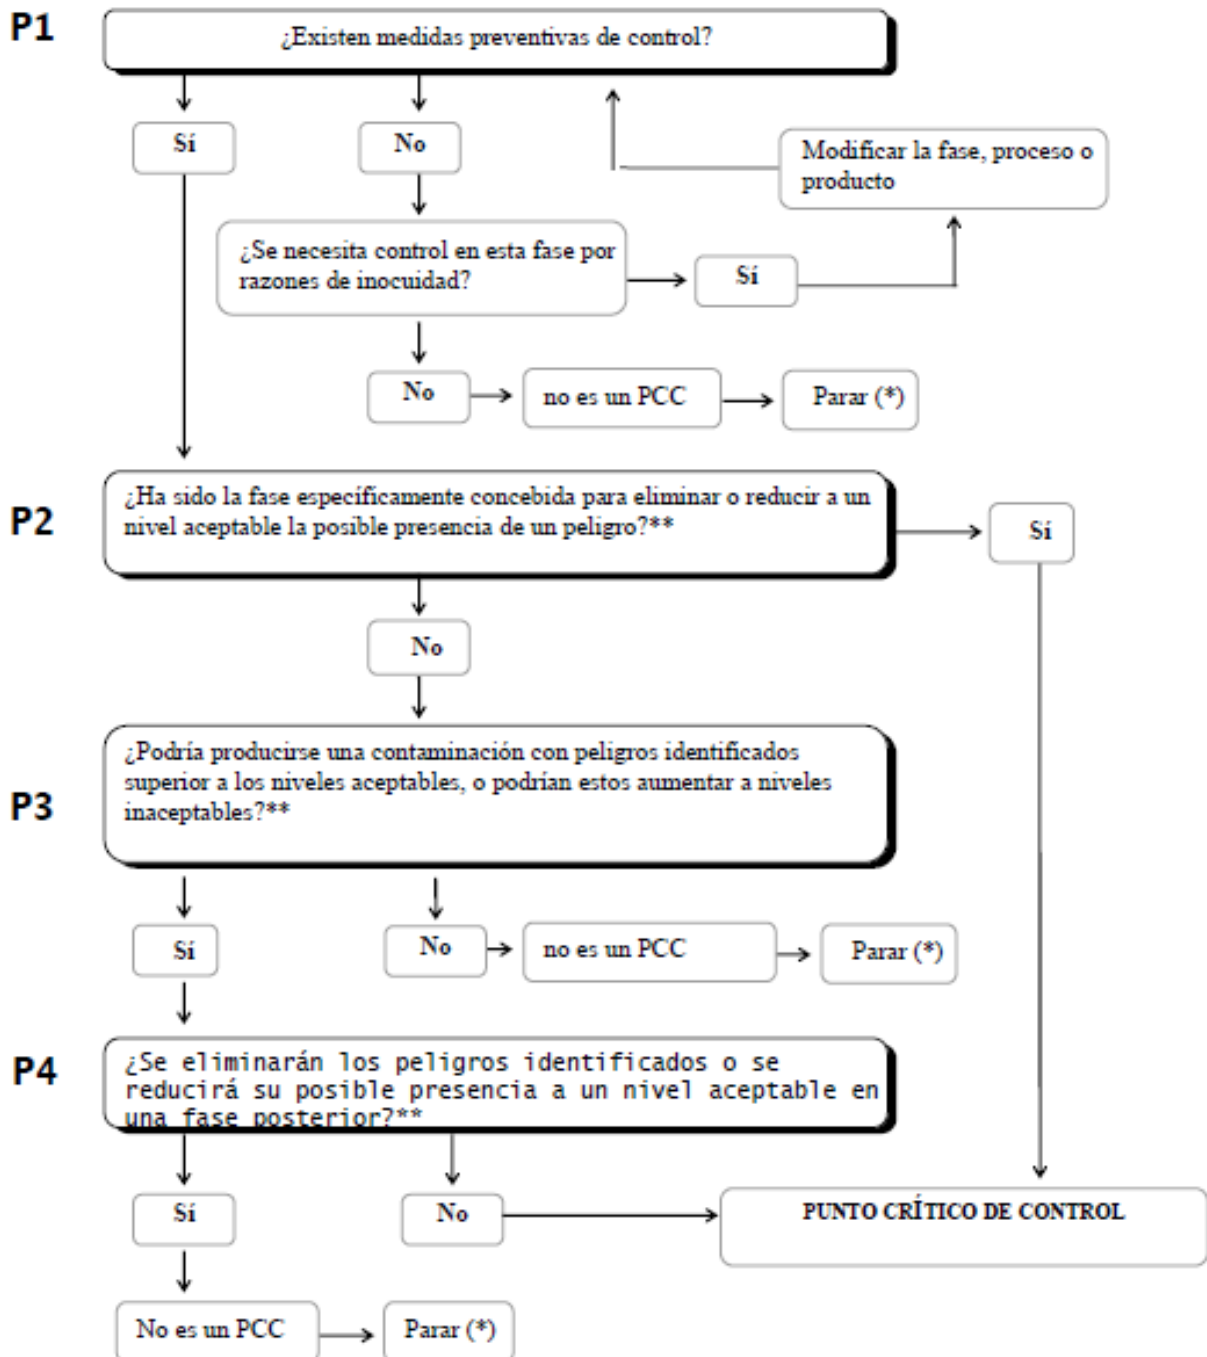 P1
¿Existen medidas preventivas de control?
Sí
No
Modificar la fase, proceso o
producto
¿Se necesita control en esta fase por
razones de inocuidad?
Sí
No
no es un PCC
Parar (*)
P2
¿Ha sido la fase específicamente concebida para eliminar o reducir a un
nivel aceptable la posible presencia de un peligro?**
Sí
No
P3
¿Podría producirse una contaminación con peligros identificados
superior a los niveles aceptables, o podrían estos aumentar a niveles
inaceptables?**
Sí
No
no es un PCC
Parar (*)
P4
¿Se eliminarán los peligros identificados o se
reducirá su posible presencia a un nivel aceptable en
una fase posterior?**
Sí
No
PUNTO CRÍTICO DE CONTROL
No es un PCC
Parar (*)